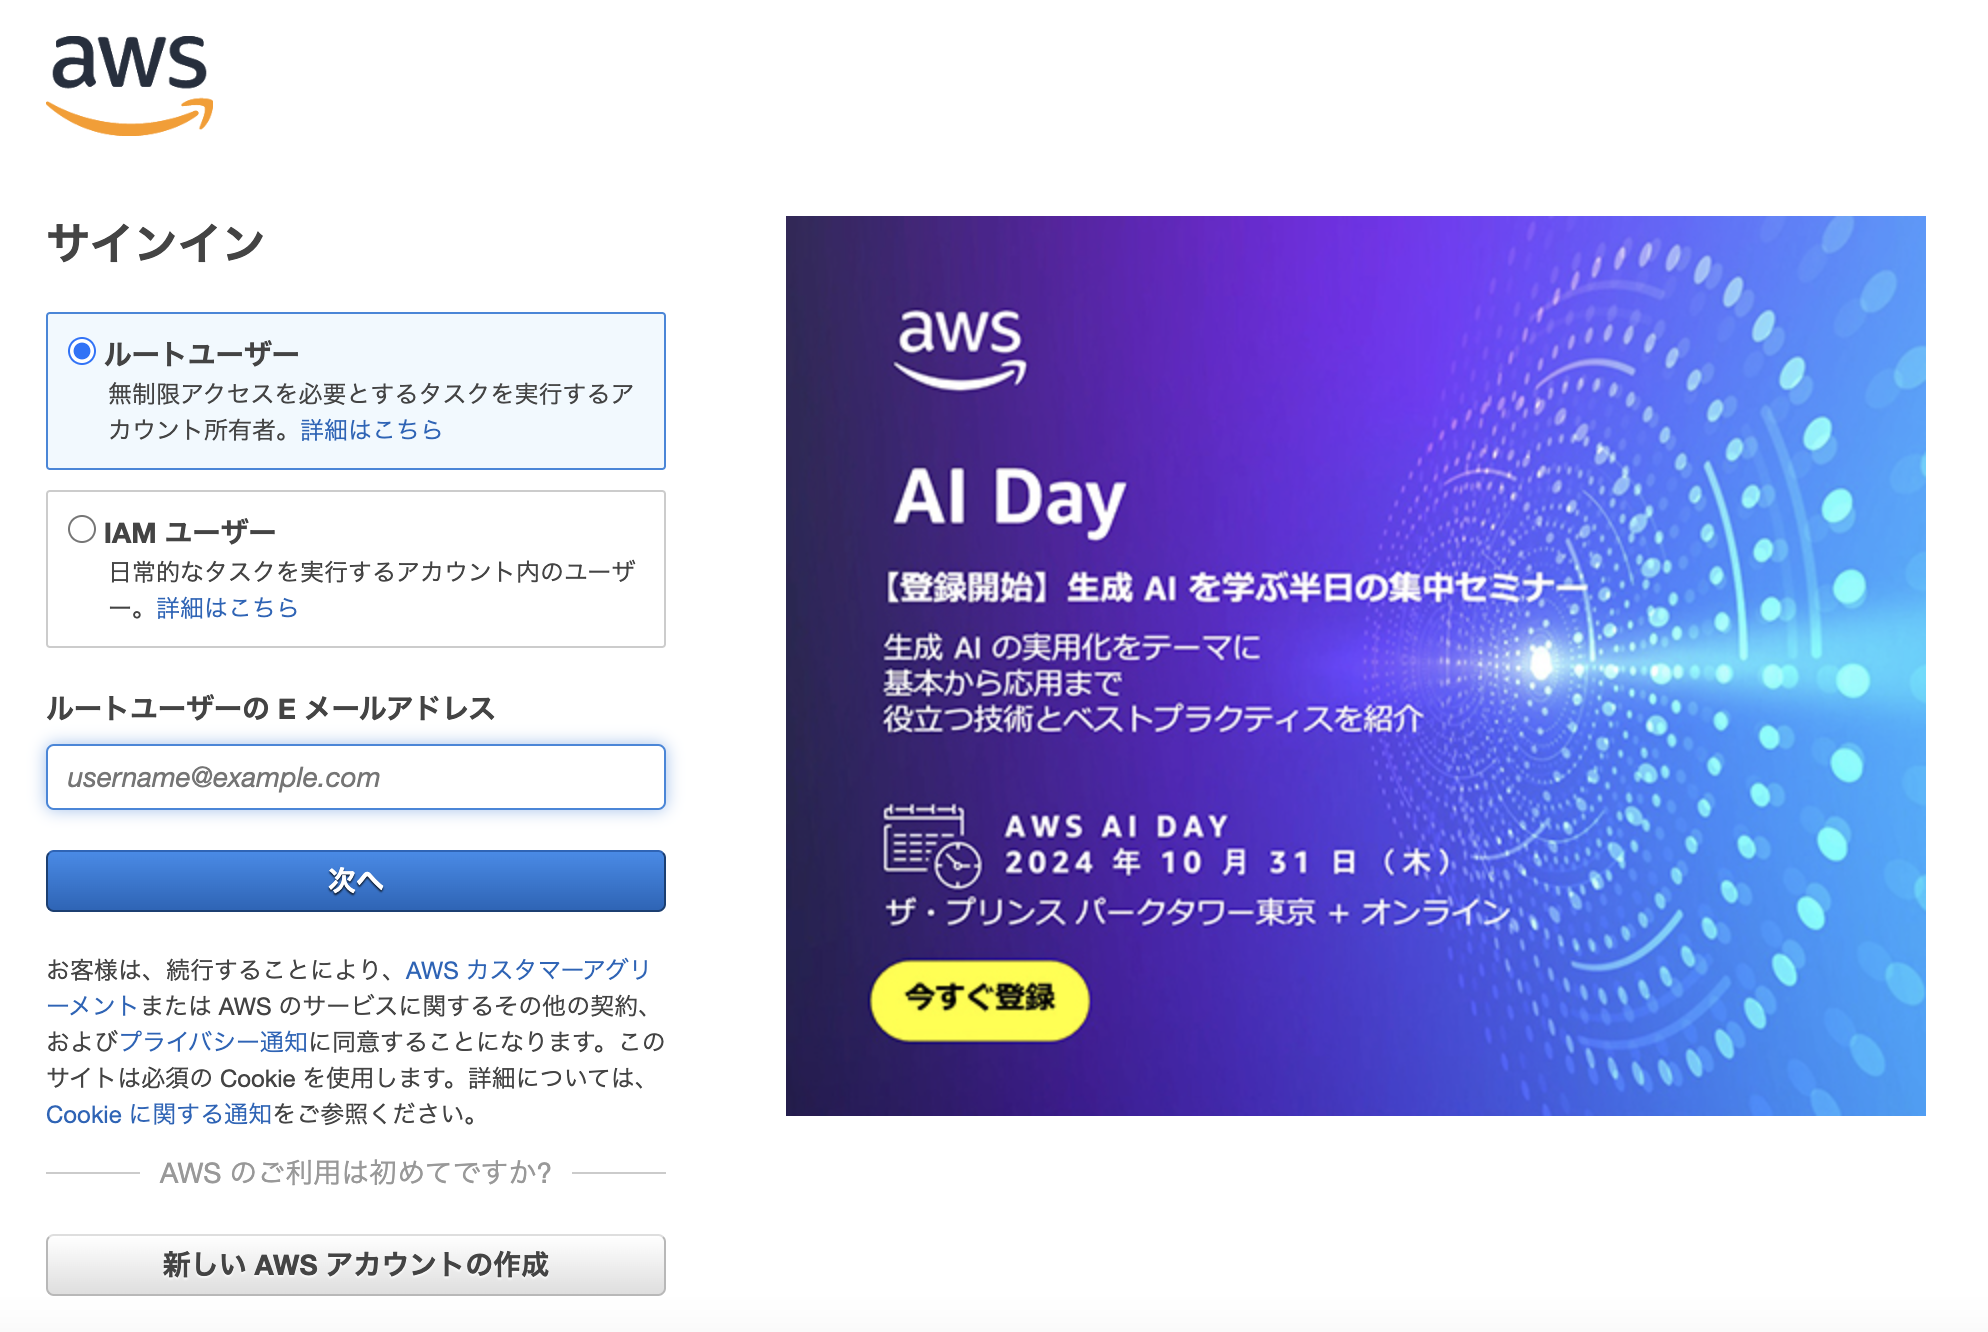 aws
サインイン
ルートユーザー
無制限アクセスを必要とするタスクを実行するア
カウント所有者。詳細はこちら
IAM ユーザー
日常的なタスクを実行するアカウント内のユーザ
ー。詳細はこちら
ルートユーザーの E メールアドレス
username@example.com
次へ
お客様は、続行することにより、AWS カスタマーアグリ
ーメントまたは AWS のサービスに関するその他の契約、
およびプライバシー通知に同意することになります。この
サイトは必須の Cookie を使用します。詳細については、
Cookie に関する通知をご参照ください。
AWS のご利用は初めてですか?
新しい AWS アカウントの作成
aws
AI Day
【登録開始】生成 AI を学ぶ半日の集中セミナー
生成 AI の実用化をテーマに
基本から応用まで
役立つ技術とベストプラクティスを紹介
AWS AI DAY
2024 年 10 月 31 日（木）
ザ・プリンス パークタワー東京 + オンライン
今すぐ登録